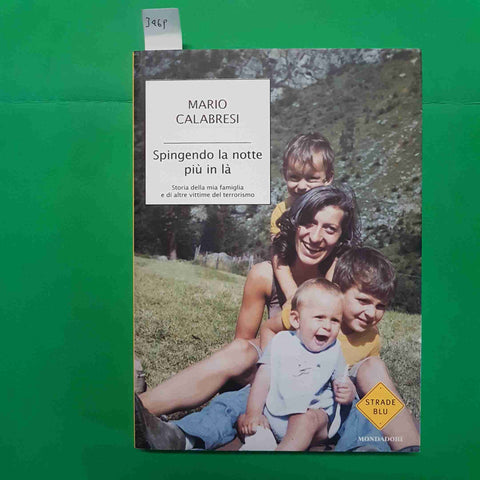 MARIO
CALABRESI
Spingendo la notte
più in là
Storia della mia famiglia
e di altre vittime del terrorismo
STRADE
BLU
MONDADORI